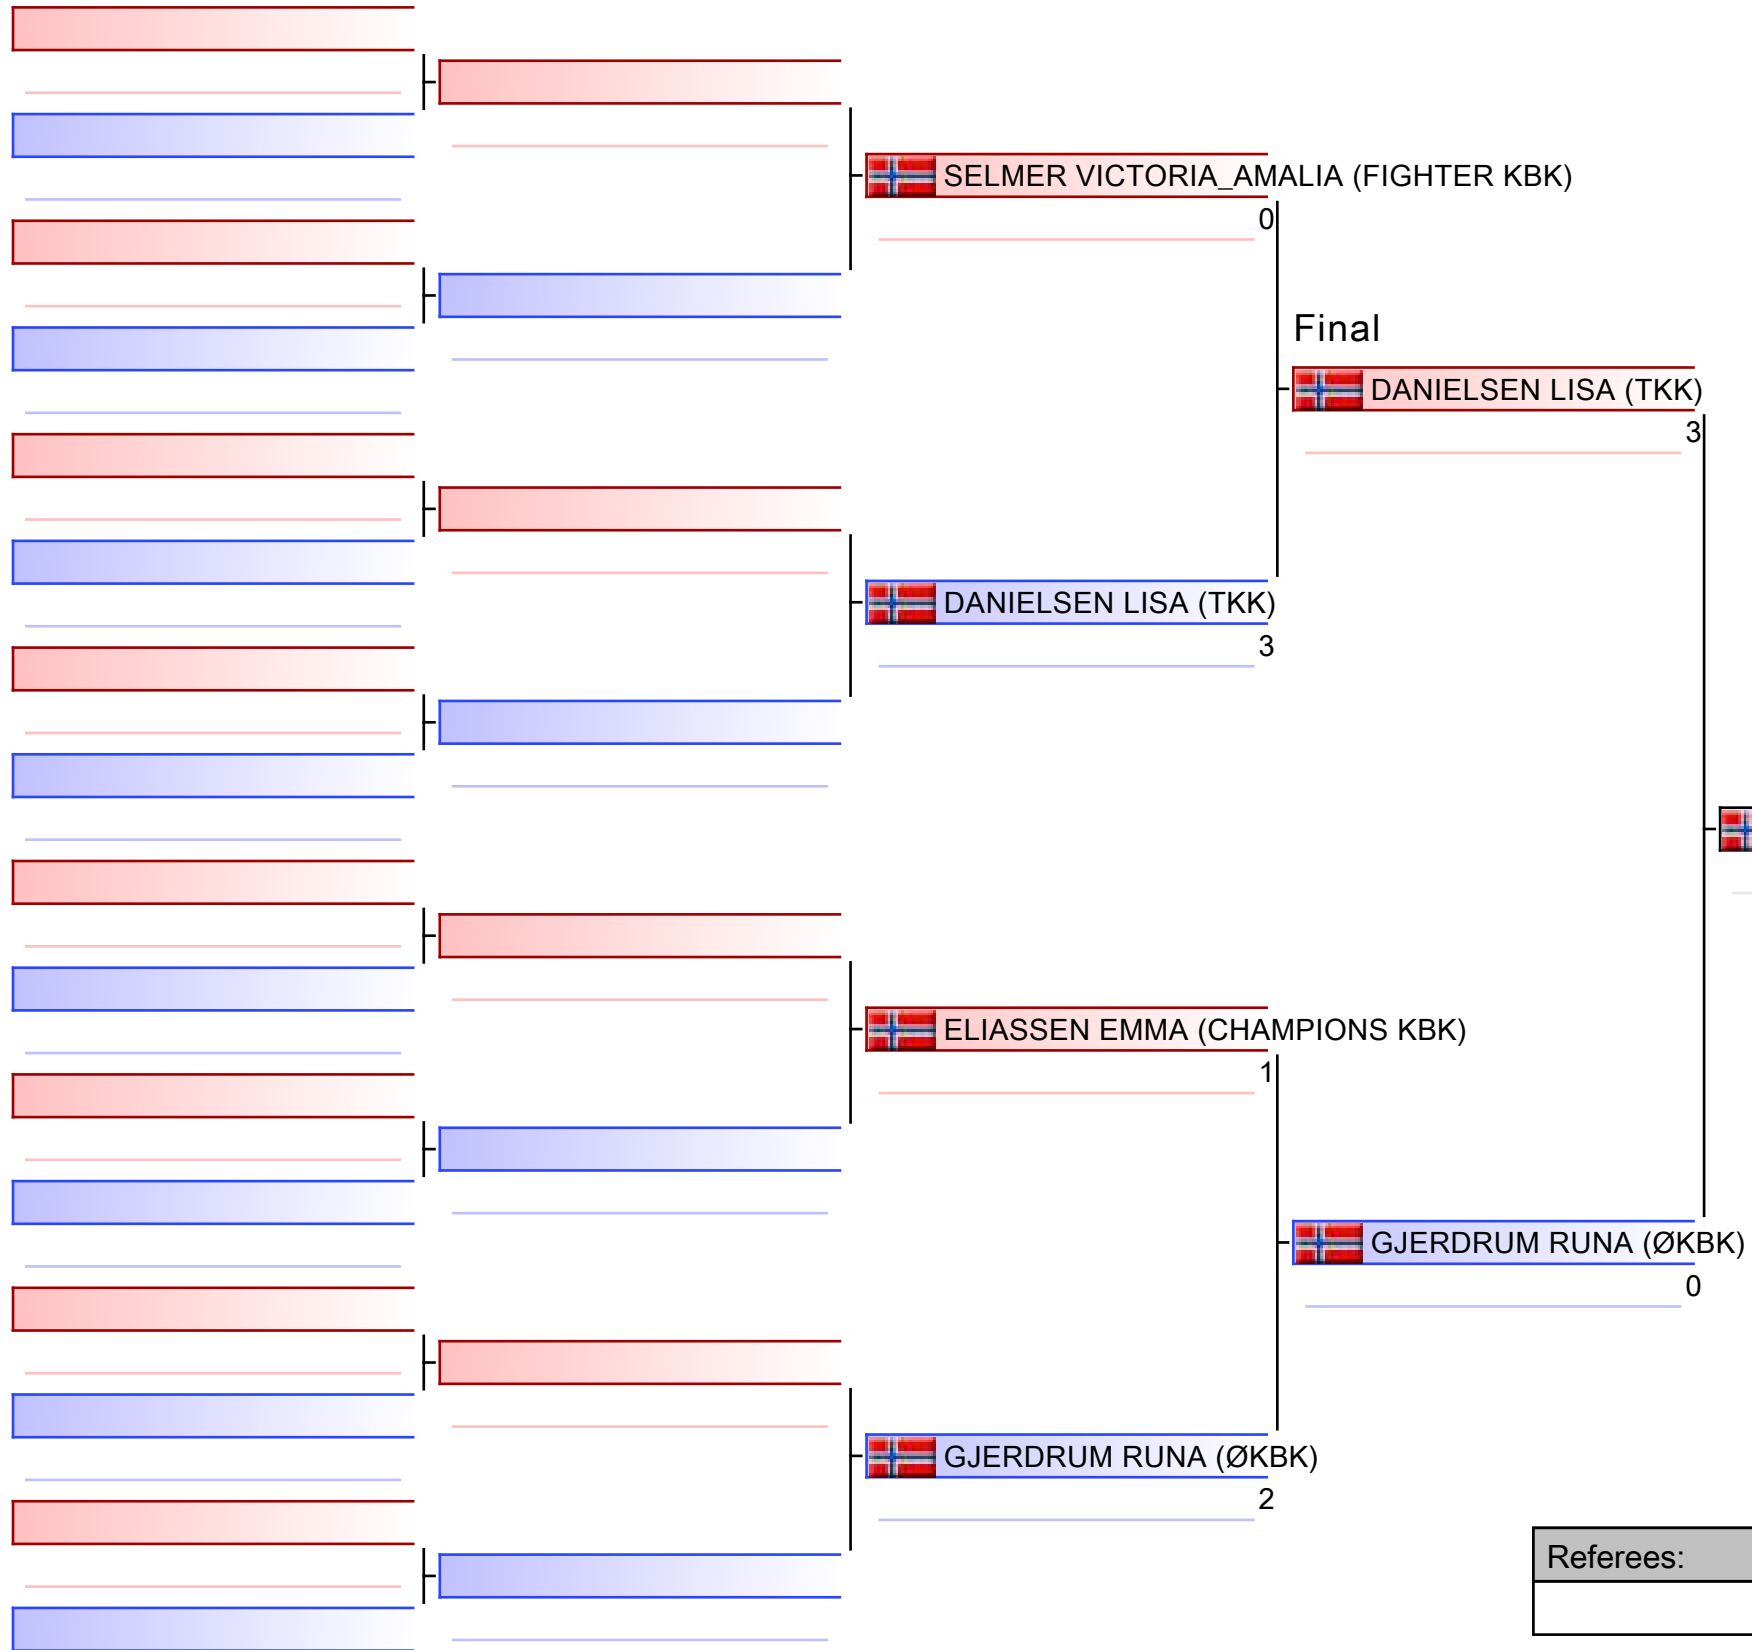 SELMER VICTORIA_AMALIA (FIGHTER KBK)
0
Final
DANIELSEN LISA (TKK)
3
DANIELSEN LISA (TKK)
3
ELIASSEN EMMA (CHAMPIONS KBK)
1
GJERDRUM RUNA (ØKBK)
0
GJERDRUM RUNA (ØKBK)
2
Referees: